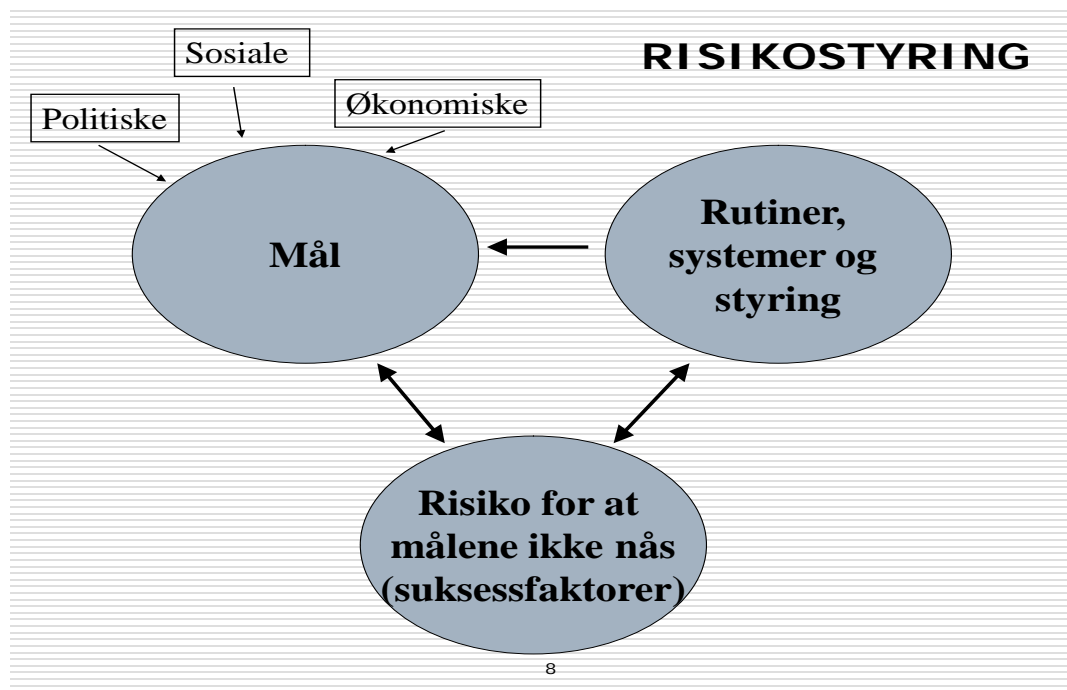 RISIKOSTYRING
Sosiale
Økonomiske
Politiske
Mål
Rutiner,
systemer og
styring
Risiko for at
målene ikke nås
(suksessfaktorer)
8